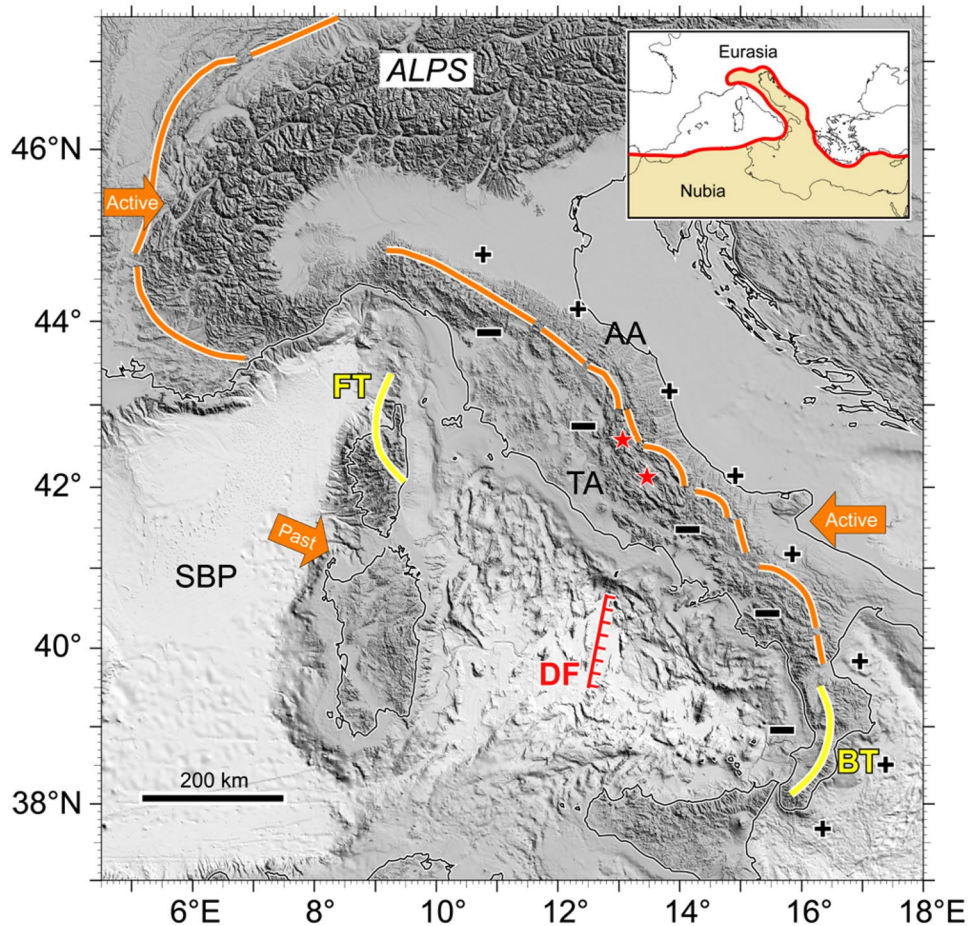 ALPS
Eurasia
Nubia
46°N
Active
44°
AA
FT
42°
TA
Active
Past
SBP
40°
DF
BT
200 km
38°N
6°E 8° 10° 12° 14° 16° 18°E